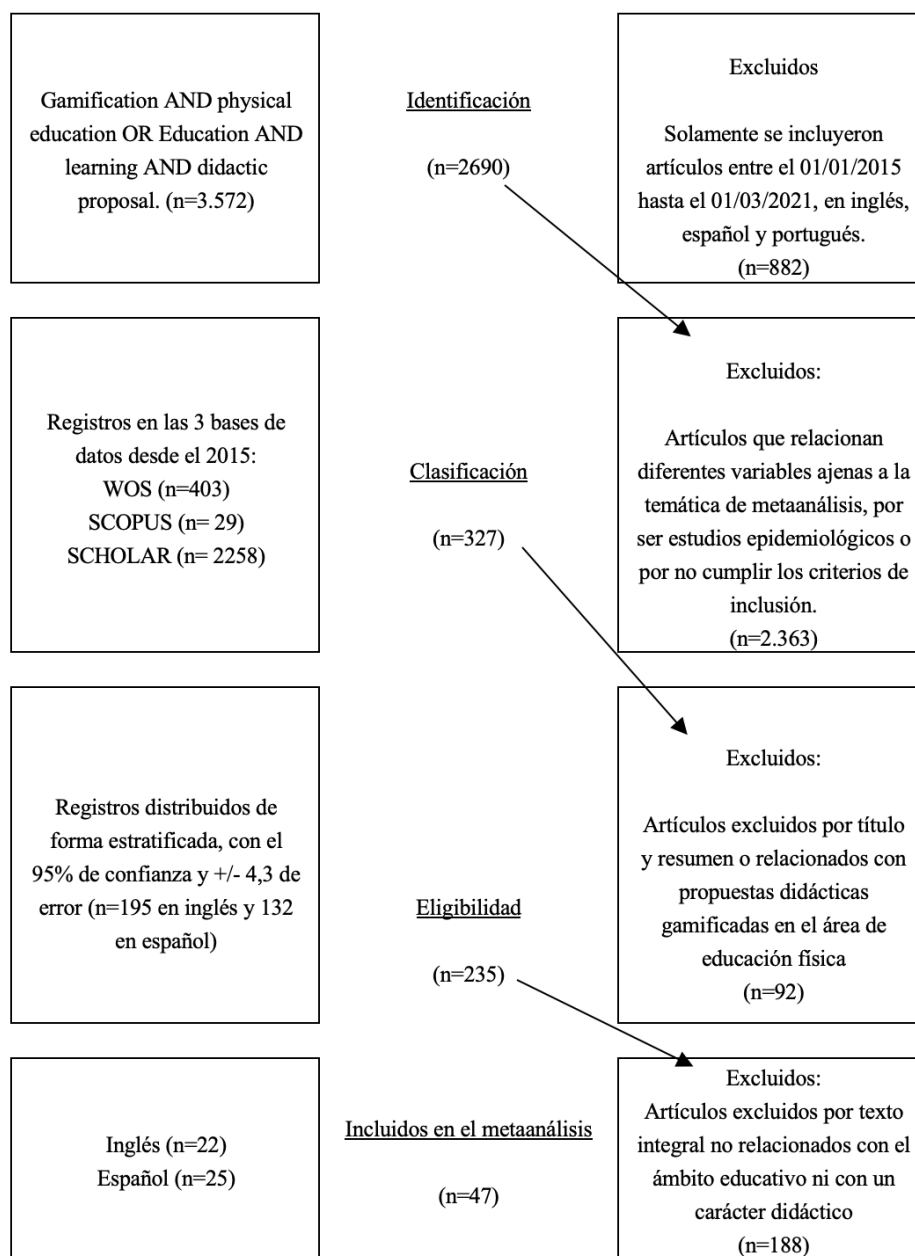 Gamification AND physical
education OR Education AND
learning AND didactic
proposal. (n=3.572)
Identificación
(n=2690)
Excluidos
Solamente se incluyeron
artículos entre el 01/01/2015
hasta el 01/03/2021, en inglés,
español y portugués.
(n=882)
Registros en las 3 bases de
datos desde el 2015:
WOS (n=403)
SCOPUS (n= 29)
SCHOLAR (n= 2258)
Clasificación
(n=327)
Excluidos:
Artículos que relacionan
diferentes variables ajenas a la
temática de metaanálisis, por
ser estudios epidemiológicos o
por no cumplir los criterios de
inclusión.
(n=2.363)
Registros distribuidos de
forma estratificada, con el
95% de confianza y +/- 4,3 de
error (n=195 en inglés y 132
en español)
Eligibilidad
(n=235)
Excluidos:
Artículos excluidos por título
y resumen o relacionados con
propuestas didácticas
gamificadas en el área de
educación física
(n=92)
Inglés (n=22)
Español (n=25)
Incluidos en el metaanálisis
(n=47)
Excluidos:
Artículos excluidos por texto
integral no relacionados con el
ámbito educativo ni con un
carácter didáctico
(n=188)